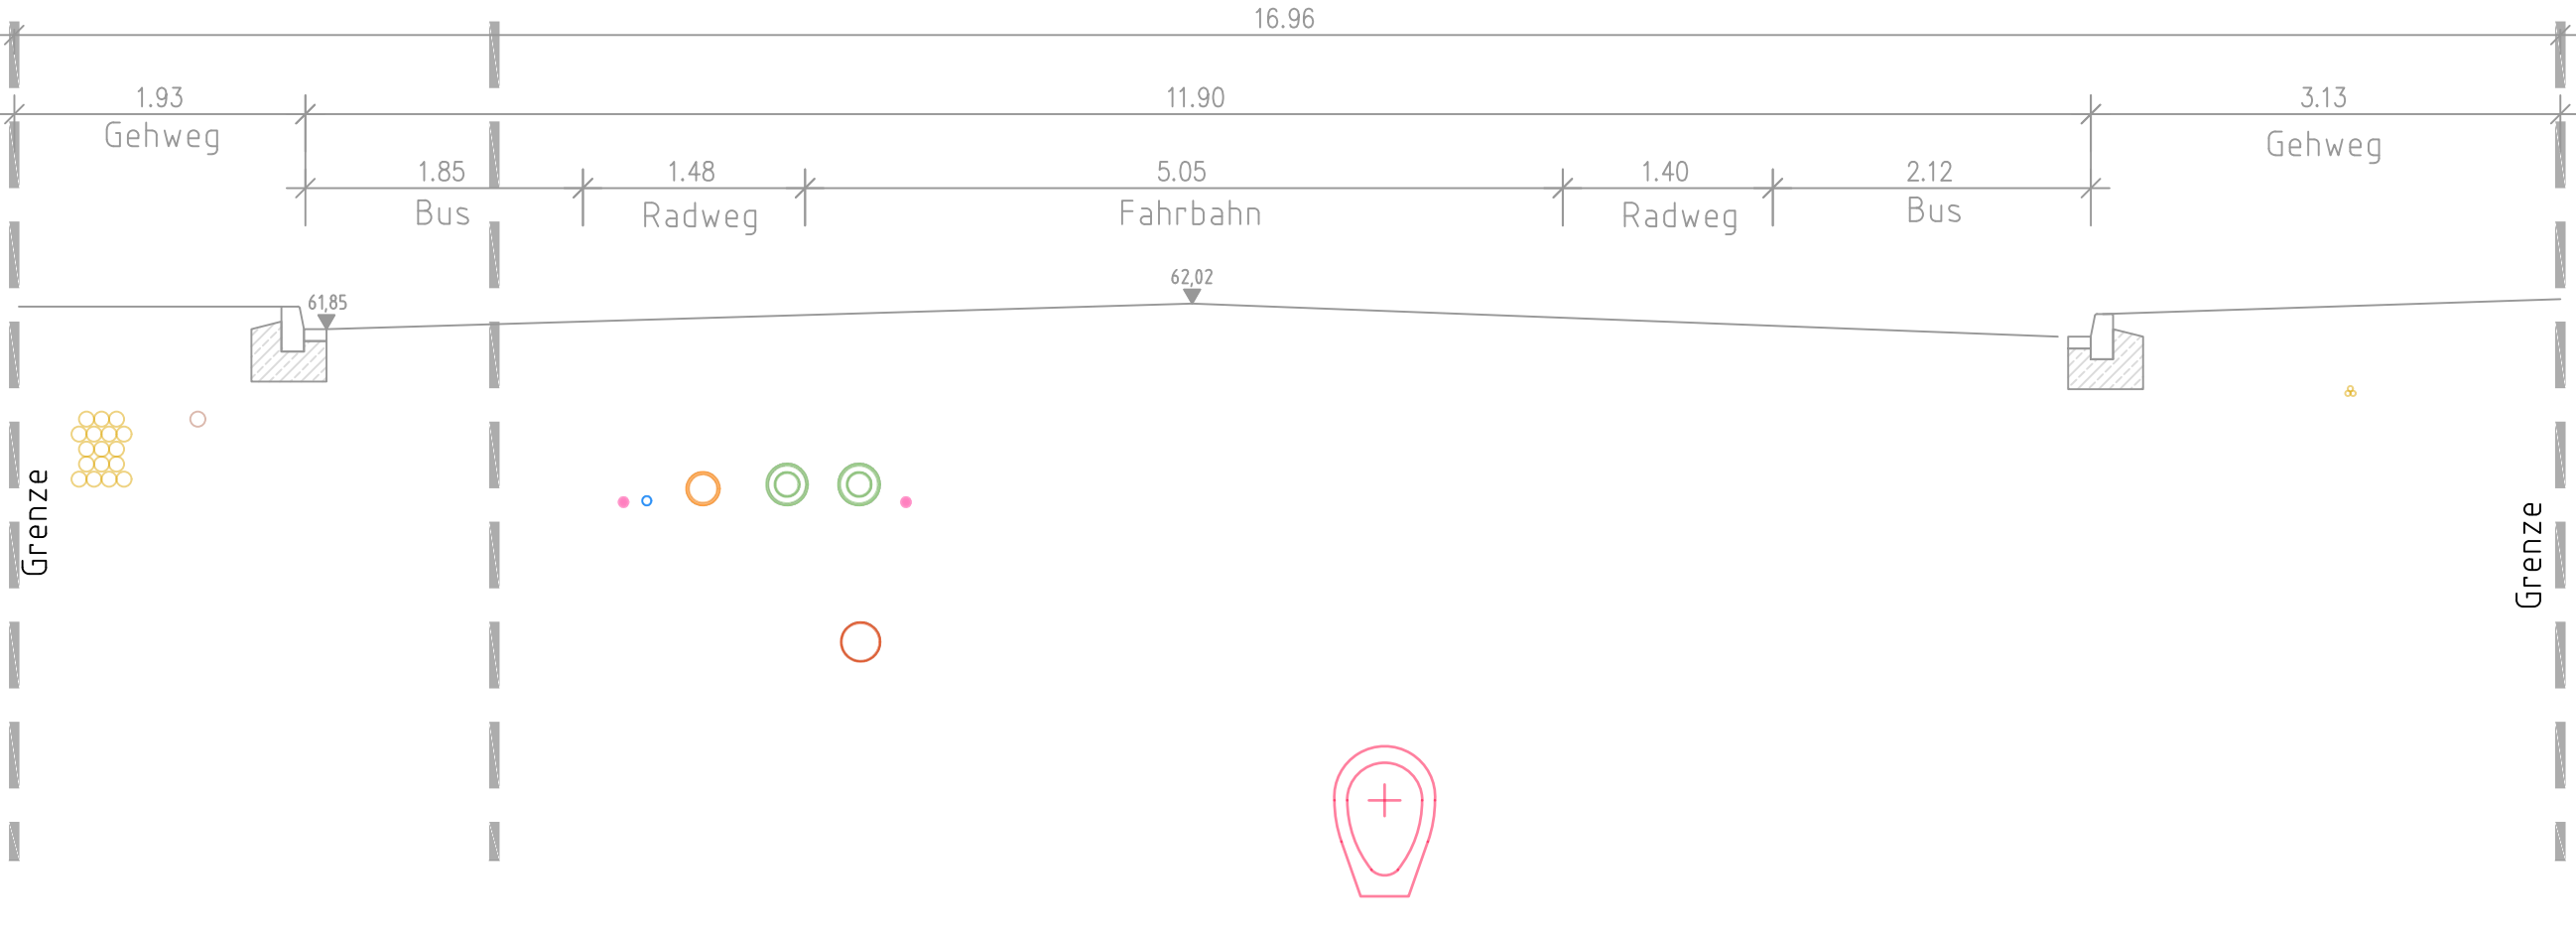 16.96
1.93 11.90 3.13
Gehweg Gehweg
1.85 1.48 5.05 1.40 2.12
Bus Radweg Fahrbahn Radweg Bus
61,85 62,02
Grenze
Grenze